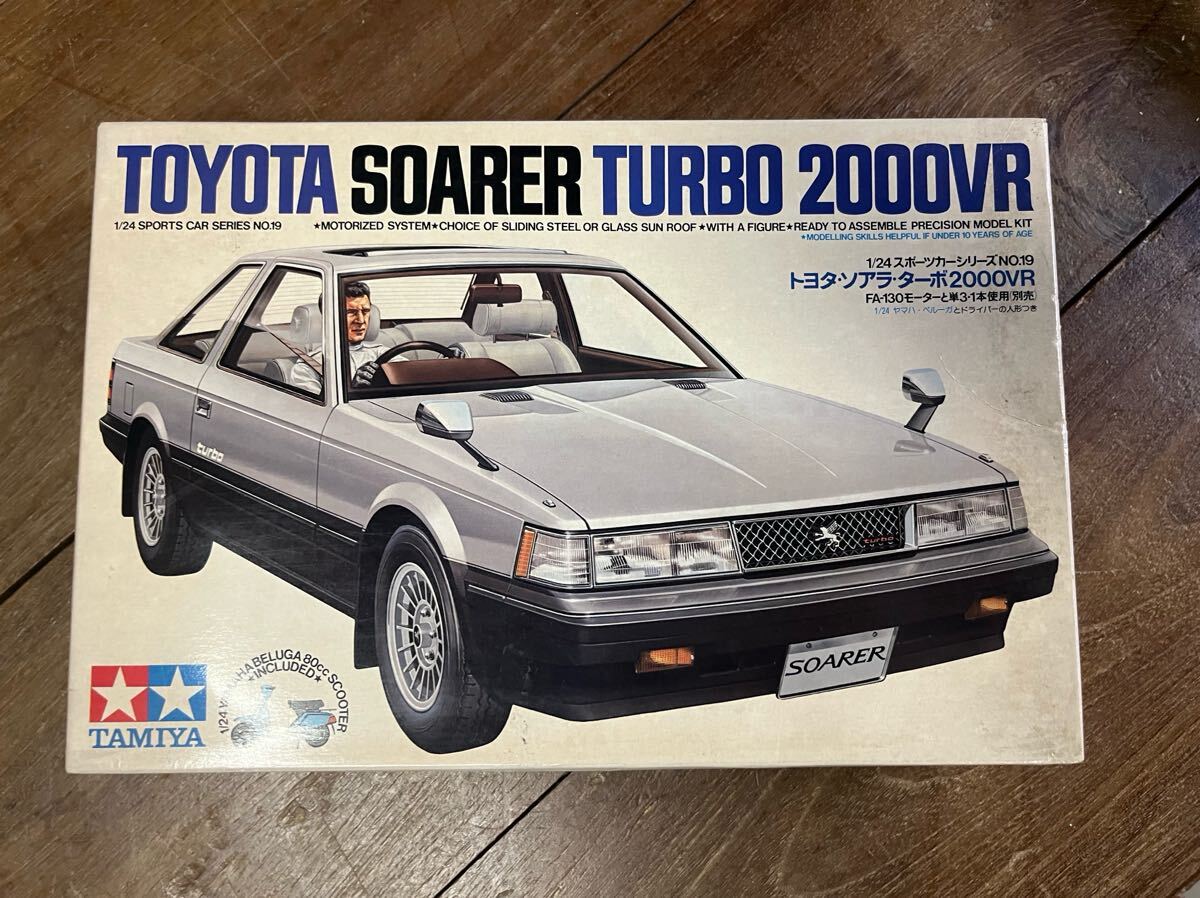 TOYOTA SOARER TURBO 2000VR
1/24 SPORTS CAR SERIES NO.19 ★MOTORIZED SYSTEM★CHOICE OF SLIDING STEEL OR GLASS SUN ROOF★WITH A FIGURE★READY TO ASSEMBLE PRECISION MODEL KIT
★MODELLING SKILLS HELPFUL IF UNDER 10 YEARS OF AGE
1/24スポーツカーシリーズNO.19
トヨタ・ソアラ・ターボ2000VR
FA-130モーターと単3・1本使用(別売)
1/24 ヤマハ・ベルーガとドライバーの人形つき
turbo
turbo
SOARER
TAMIYA
1/24 BELUGA 80cc SCOOTER
★INCLUDED★